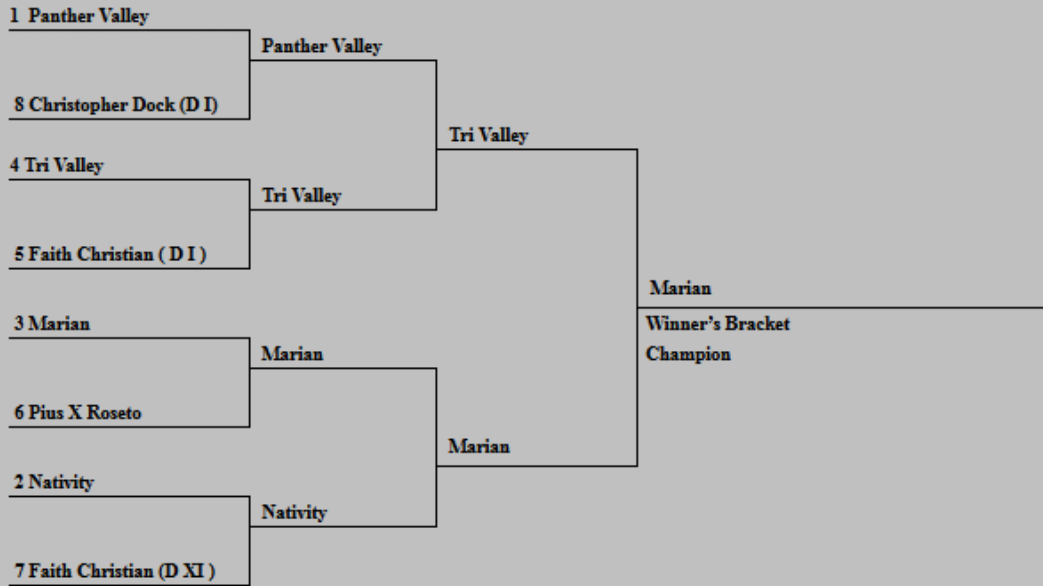 1 Panther Valley
Panther Valley
8 Christopher Dock (D I)
Tri Valley
4 Tri Valley
Tri Valley
5 Faith Christian ( D I )
Marian
3 Marian
Winner's Bracket
Marian
Champion
6 Pius X Roseto
Marian
2 Nativity
Nativity
7 Faith Christian (D XI )